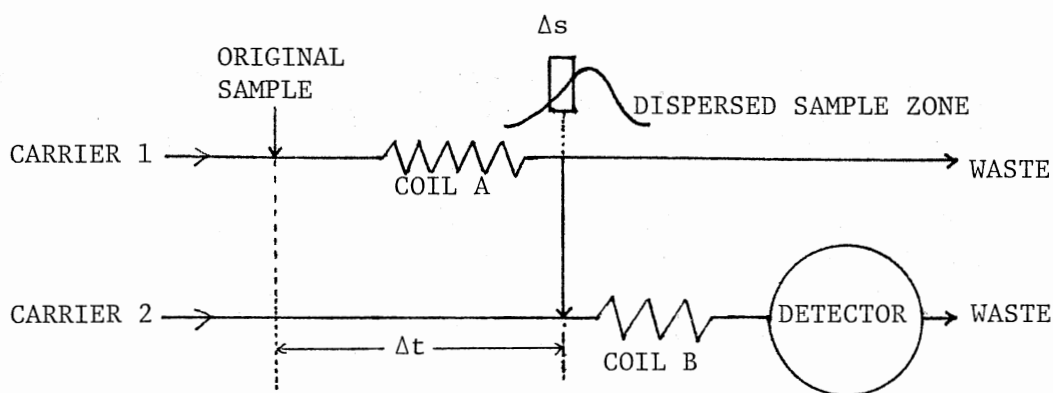 Δs
ORIGINAL
SAMPLE
DISPERSED SAMPLE ZONE
CARRIER 1
COIL A
WASTE
CARRIER 2
DETECTOR
WASTE
Δt
COIL B